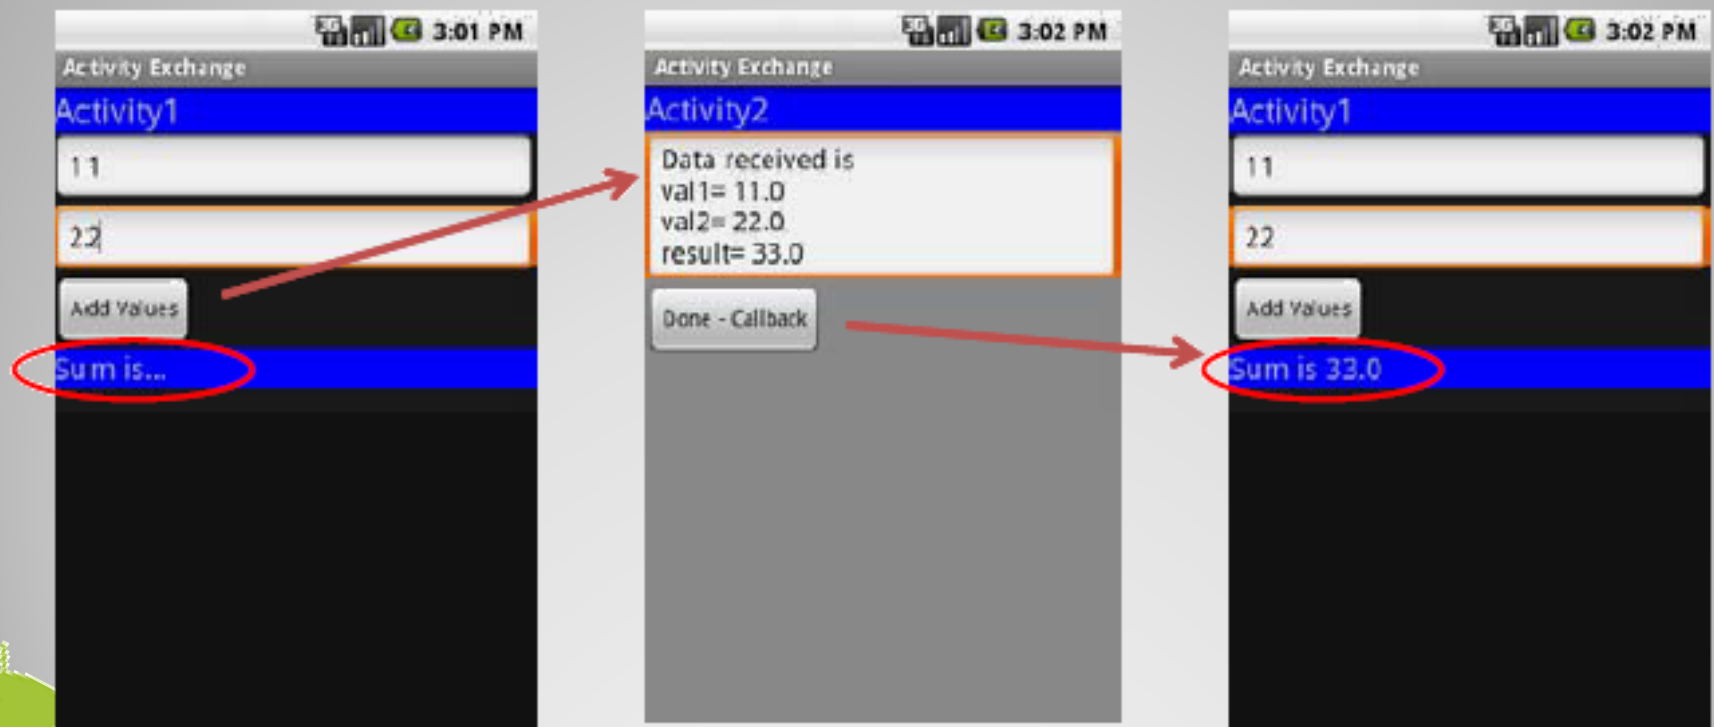 3:01 PM
Activity Exchange
Activity1
11
22
Add Values
Sum is...
3:02 PM
Activity Exchange
Activity2
Data received is
val1= 11.0
val2= 22.0
result= 33.0
Done - Callback
3:02 PM
Activity Exchange
Activity1
11
22
Add Values
Sum is 33.0